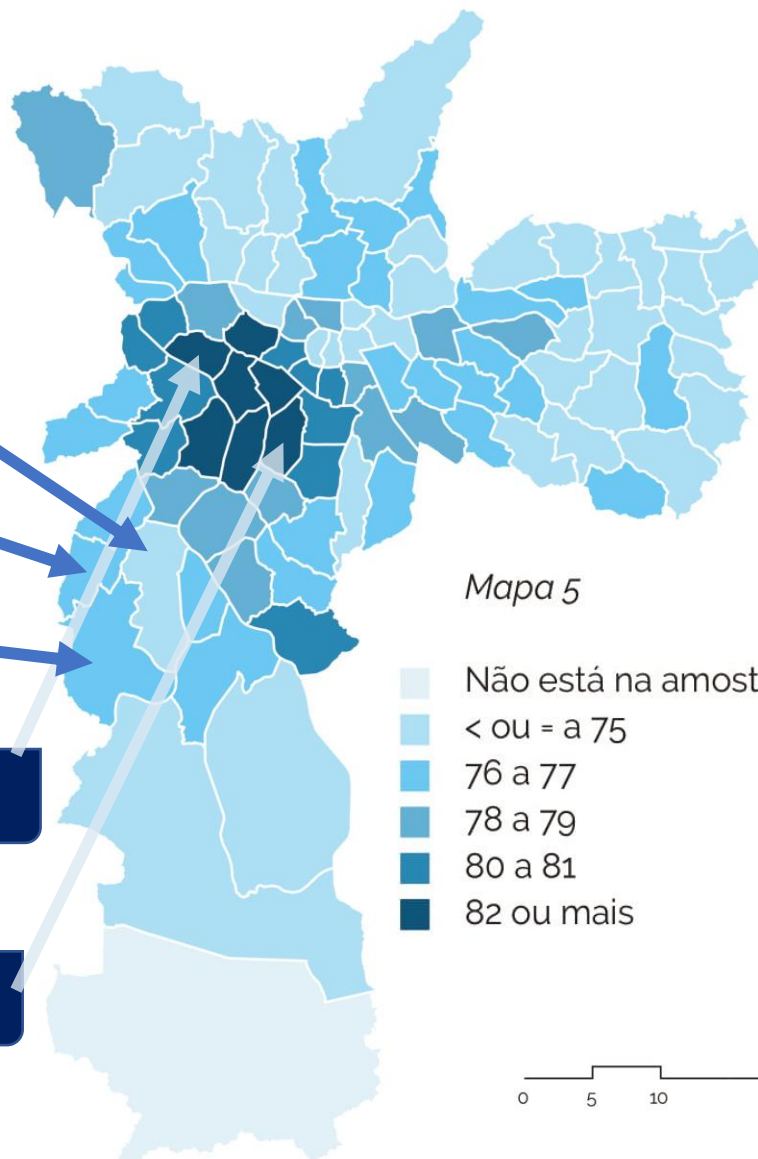 Mapa 5
Não está na amost
< ou = a 75
76 a 77
78 a 79
80 a 81
82 ou mais
0 5 10